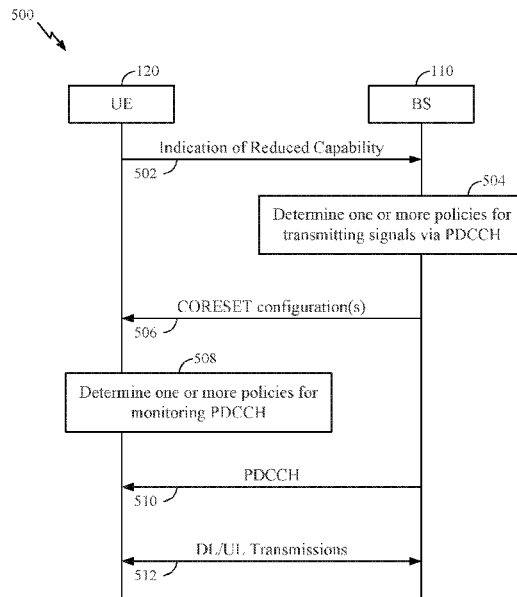 500
120
110
UE
BS
Indication of Reduced Capability
502
504
Determine one or more policies for
transmitting signals via PDCCH
CORESET configuration(s)
506
508
Determine one or more policies for
monitoring PDCCH
PDCCH
510
DL/UL Transmissions
512